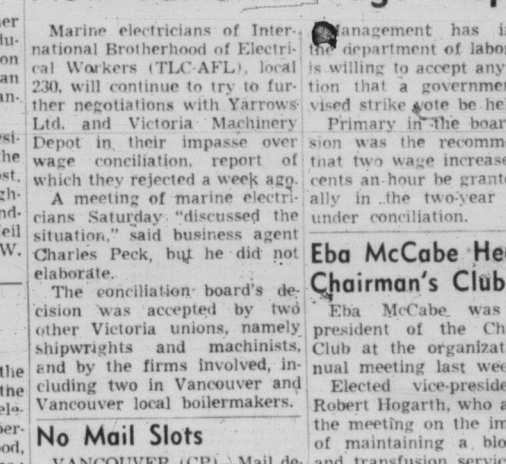 Marine electricians of Inter-
national Brotherhood of Electri-
cal Workers (TLC-AFL), local
230, will continue to try to fur-
ther negotiations with Yarrows
Ltd. and Victoria Machinery
Depot in their impasse over
wage conciliation, report of
which they rejected a week ago.
A meeting of marine electri-
cians Saturday "discussed the
situation," said business agent
Charles Peck, but he did not
elaborate.
The conciliation board's de-
cision was accepted by two
other Victoria unions, namely
shipwrights and machinists,
and by the firms involved, in-
cluding two in Vancouver and
Vancouver local boilermakers.
No Mail Slots
VANCOUVER (CP) Mail de-
Management has
the department of labo
is willing to accept any
tion that a governme
vised strike vote be he
Primary in the boar
sion was the recomm
that two wage increase
cents an hour be grant
ally in the two-year
under conciliation.
Eba McCabe He
Chairman's Club
Eba McCabe was
president of the Ch
Club at the organizat
nual meeting last wee
Elected vice-preside
Robert Hogarth, who a
the meeting on the im
of maintaining a blo
and transfusion servic